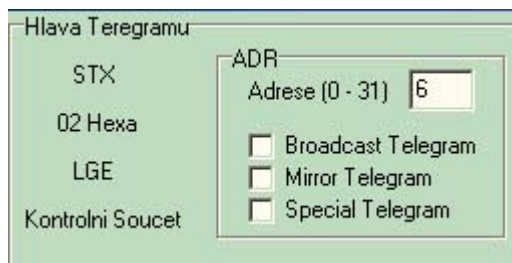 Hlava Teregramu
STX
02 Hexa
LGE
Kontrolni Soucet
ADR
Adrese (0 - 31) 6
Broadcast Telegram
Mirror Telegram
Special Telegram